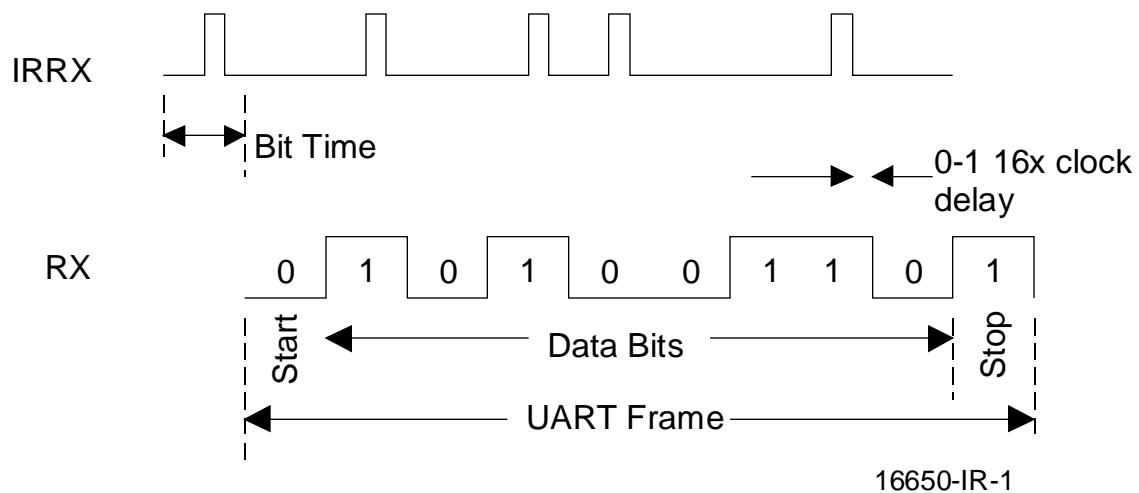 IRRX
Bit Time
0-1 16x clock
delay
RX
0 1 0 1 0 0 1 1 0 1
Start
Data Bits
Stop
UART Frame
16650-IR-1